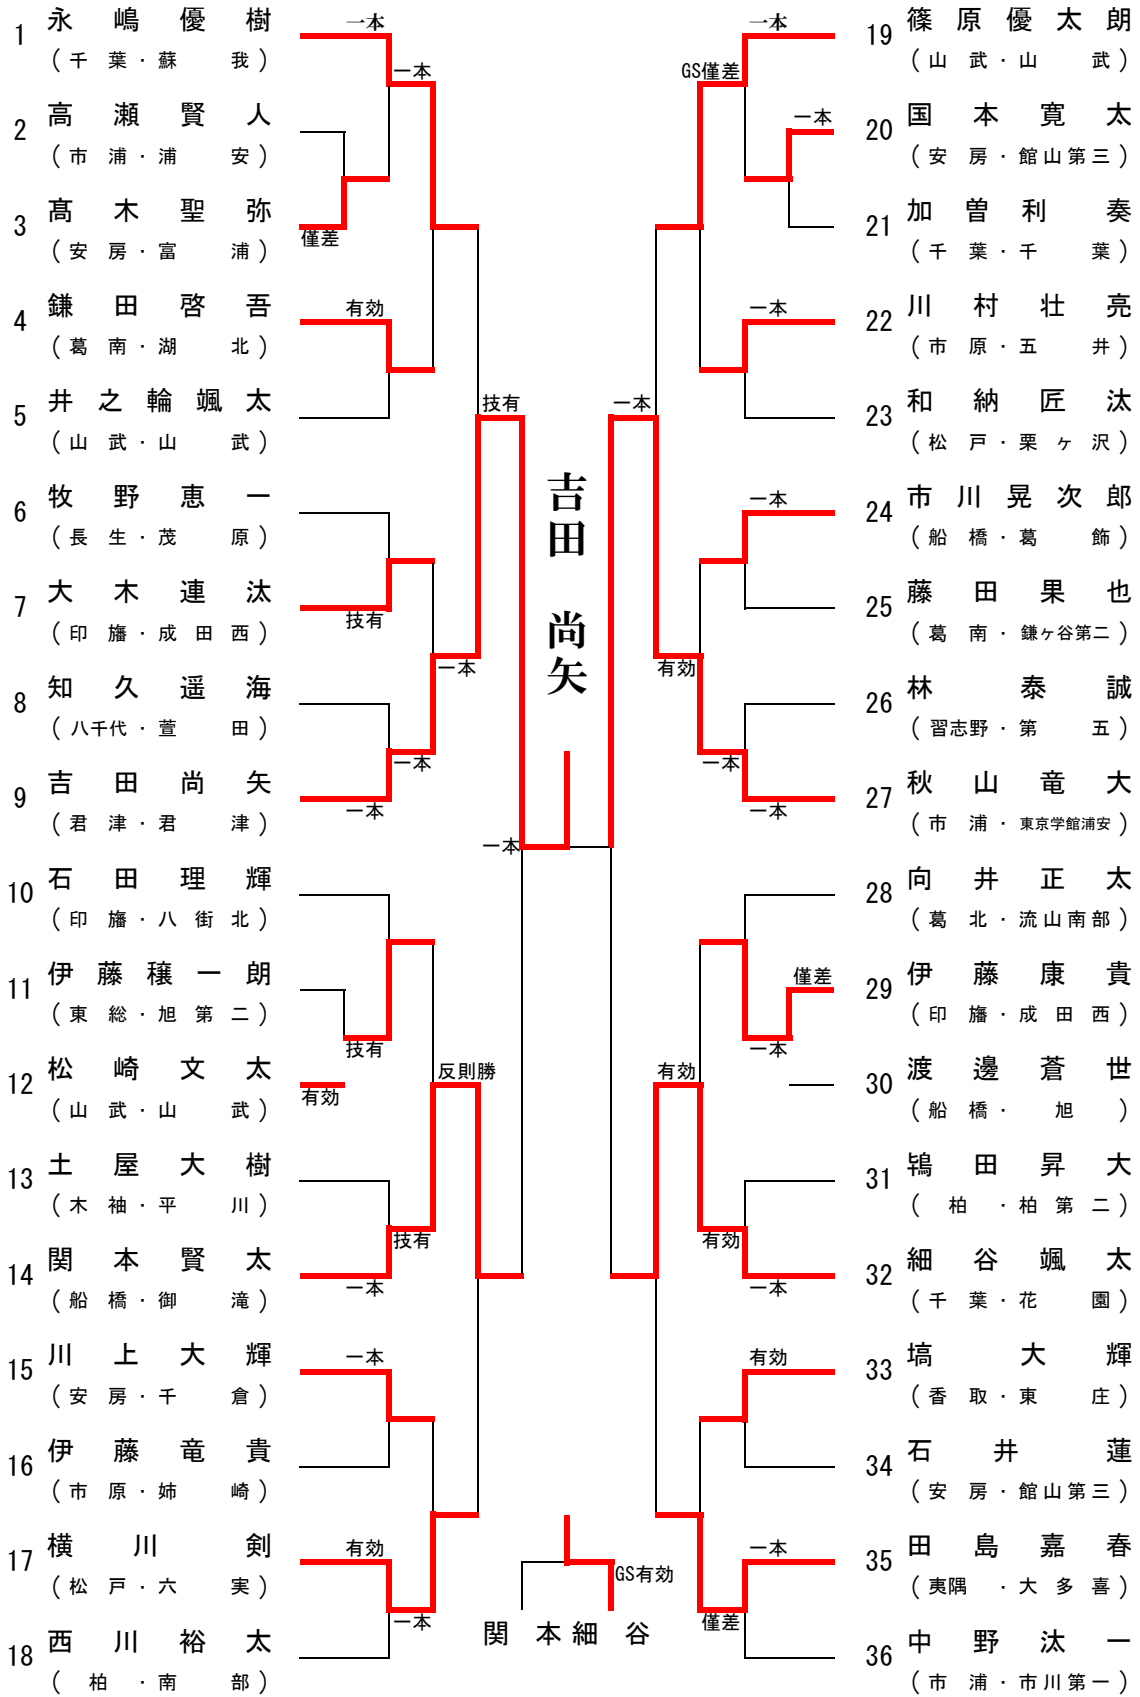 1 永嶋優樹
(千葉・蘇我)
2 高瀬賢人
(市浦・浦安)
3 髙木聖弥
(安房・富浦)
4 鎌田啓吾
(葛南・湖北)
5 井之輪颯太
(山武・山武)
6 牧野恵一
(長生・茂原)
7 大木連汰
(印旛・成田西)
8 知久遥海
(八千代・萱田)
9 吉田尚矢
(君津・君津)
10 石田理輝
(印旛・八街北)
11 伊藤穣一朗
(東総・旭第二)
12 松崎文太
(山武・山武)
13 土屋大樹
(木袖・平川)
14 関本賢太
(船橋・御滝)
15 川上大輝
(安房・千倉)
16 伊藤竜貴
(市原・姉崎)
17 横川剣
(松戸・六実)
18 西川裕太
(柏・南部)
一本
一本
僅差
有効
技有
技有
一本
一本
一本
一本
技有
有効
反則勝
技有
一本
一本
有効
一本
吉田 尚矢
関本 細谷
GS有効
一本
GS僅差
一本
一本
一本
一本
有効
一本
一本
僅差
一本
有効
有効
一本
有効
一本
僅差
19 篠原優太朗
(山武・山武)
20 国本寛太
(安房・館山第三)
21 加曽利奏
(千葉・千葉)
22 川村壮亮
(市原・五井)
23 和納匠汰
(松戸・栗ヶ沢)
24 市川晃次郎
(船橋・葛飾)
25 藤田果也
(葛南・鎌ヶ谷第二)
26 林泰誠
(習志野・第五)
27 秋山竜大
(市浦・東京学館浦安)
28 向井正太
(葛北・流山南部)
29 伊藤康貴
(印旛・成田西)
30 渡邊蒼世
(船橋・旭)
31 鴇田昇大
(柏・柏第二)
32 細谷颯太
(千葉・花園)
33 塙大輝
(香取・東庄)
34 石井蓮
(安房・館山第三)
35 田島嘉春
(夷隅・大多喜)
36 中野汰一
(市浦・市川第一)